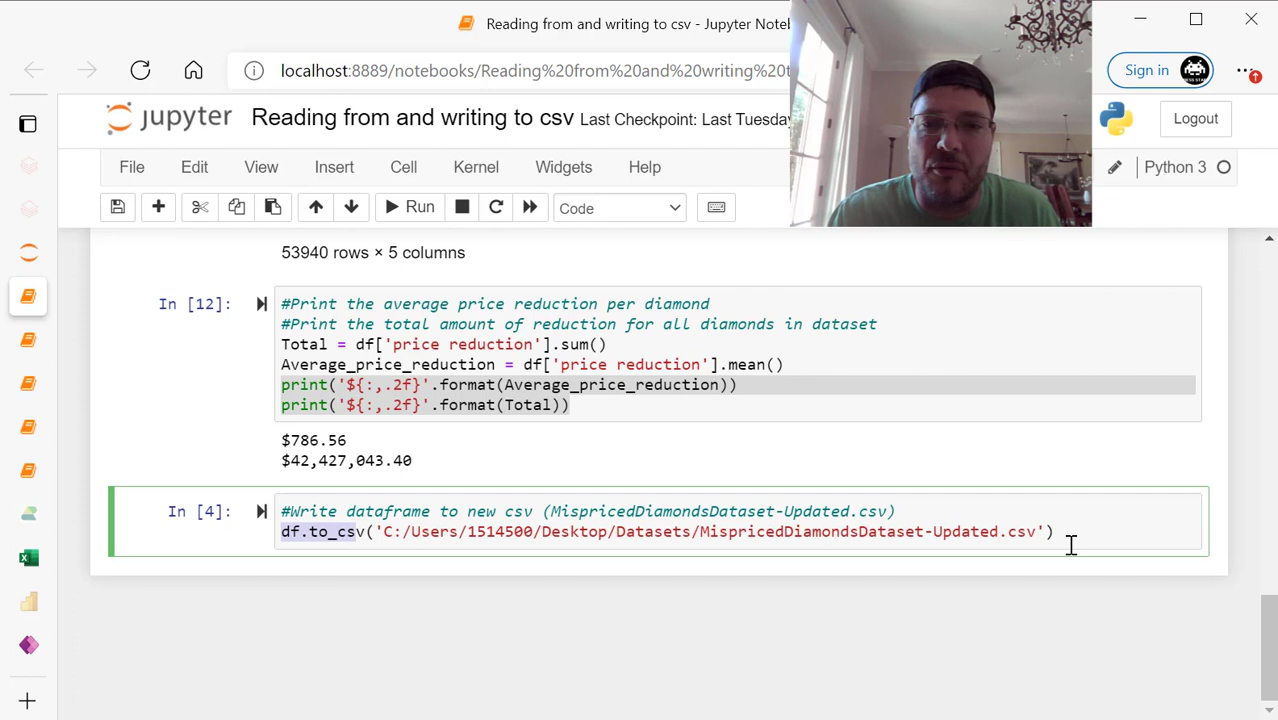 Reading from and writing to csv - Jupyter Noteb
localhost:8889/notebooks/Reading%20from%20and%20writing%20t
Sign in
jupyter
Reading from and writing to csv Last Checkpoint: Last Tuesday
Logout
File Edit View Insert Cell Kernel Widgets Help
Python 3
Run
Code
53940 rows × 5 columns
In [12]:
#Print the average price reduction per diamond
#Print the total amount of reduction for all diamonds in dataset
Total = df['price reduction'].sum()
Average_price_reduction = df['price reduction'].mean()
print('${:,.2f}'.format(Average_price_reduction))
print('${:,.2f}'.format(Total))
$786.56
$42,427,043.40
In [4]:
#Write dataframe to new csv (MispricedDiamondsDataset-Updated.csv)
df.to_csv('C:/Users/1514500/Desktop/Datasets/MispricedDiamondsDataset-Updated.csv')